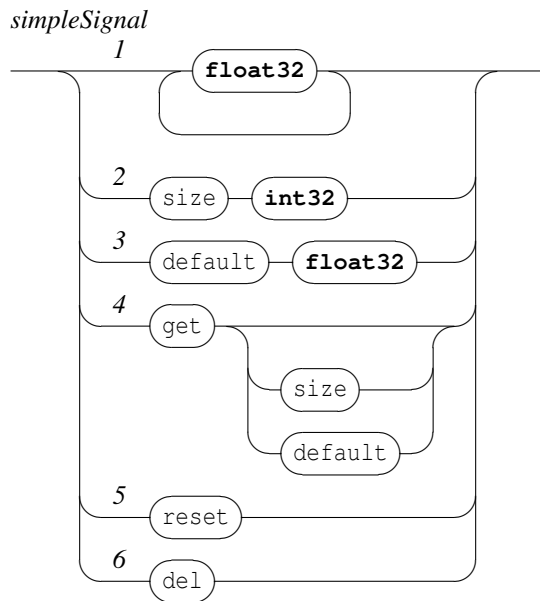 simpleSignal
1 float32
2 size int32
3 default float32
4 get
size
default
5 reset
6 del